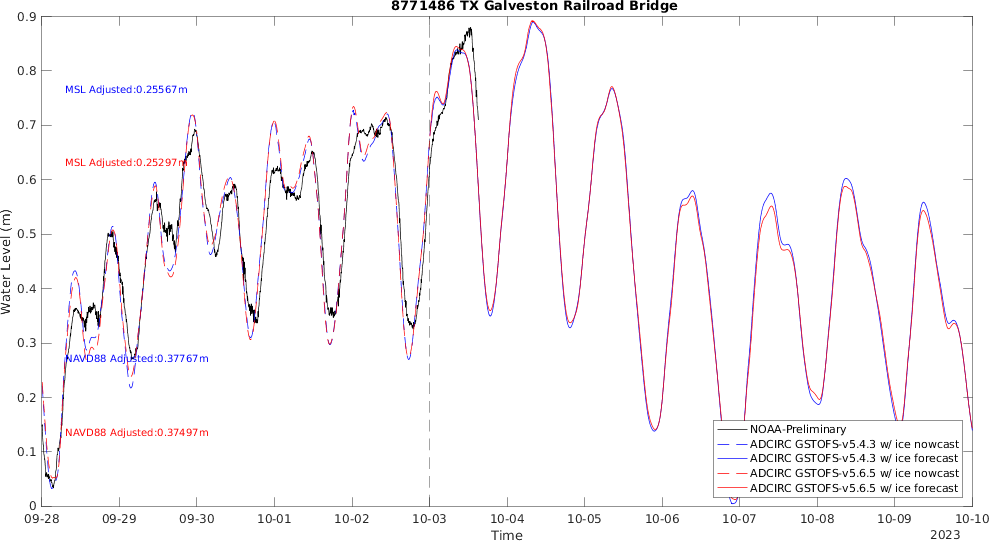 8771486 TX Galveston Railroad Bridge
0.9
0.8
0.7
0.6
0.5
0.4
0.3
0.2
0.1
0
Water Level (m)
MSL Adjusted:0.25567m
MSL Adjusted:0.25297m
NAVD88 Adjusted:0.37767m
NAVD88 Adjusted:0.37497m
NOAA-Preliminary
ADCIRC GSTOFS-v5.4.3 w/ ice nowcast
ADCIRC GSTOFS-v5.4.3 w/ ice forecast
ADCIRC GSTOFS-v5.6.5 w/ ice nowcast
ADCIRC GSTOFS-v5.6.5 w/ ice forecast
09-28 09-29 09-30 10-01 10-02 10-03 10-04 10-05 10-06 10-07 10-08 10-09 10-10
Time
2023